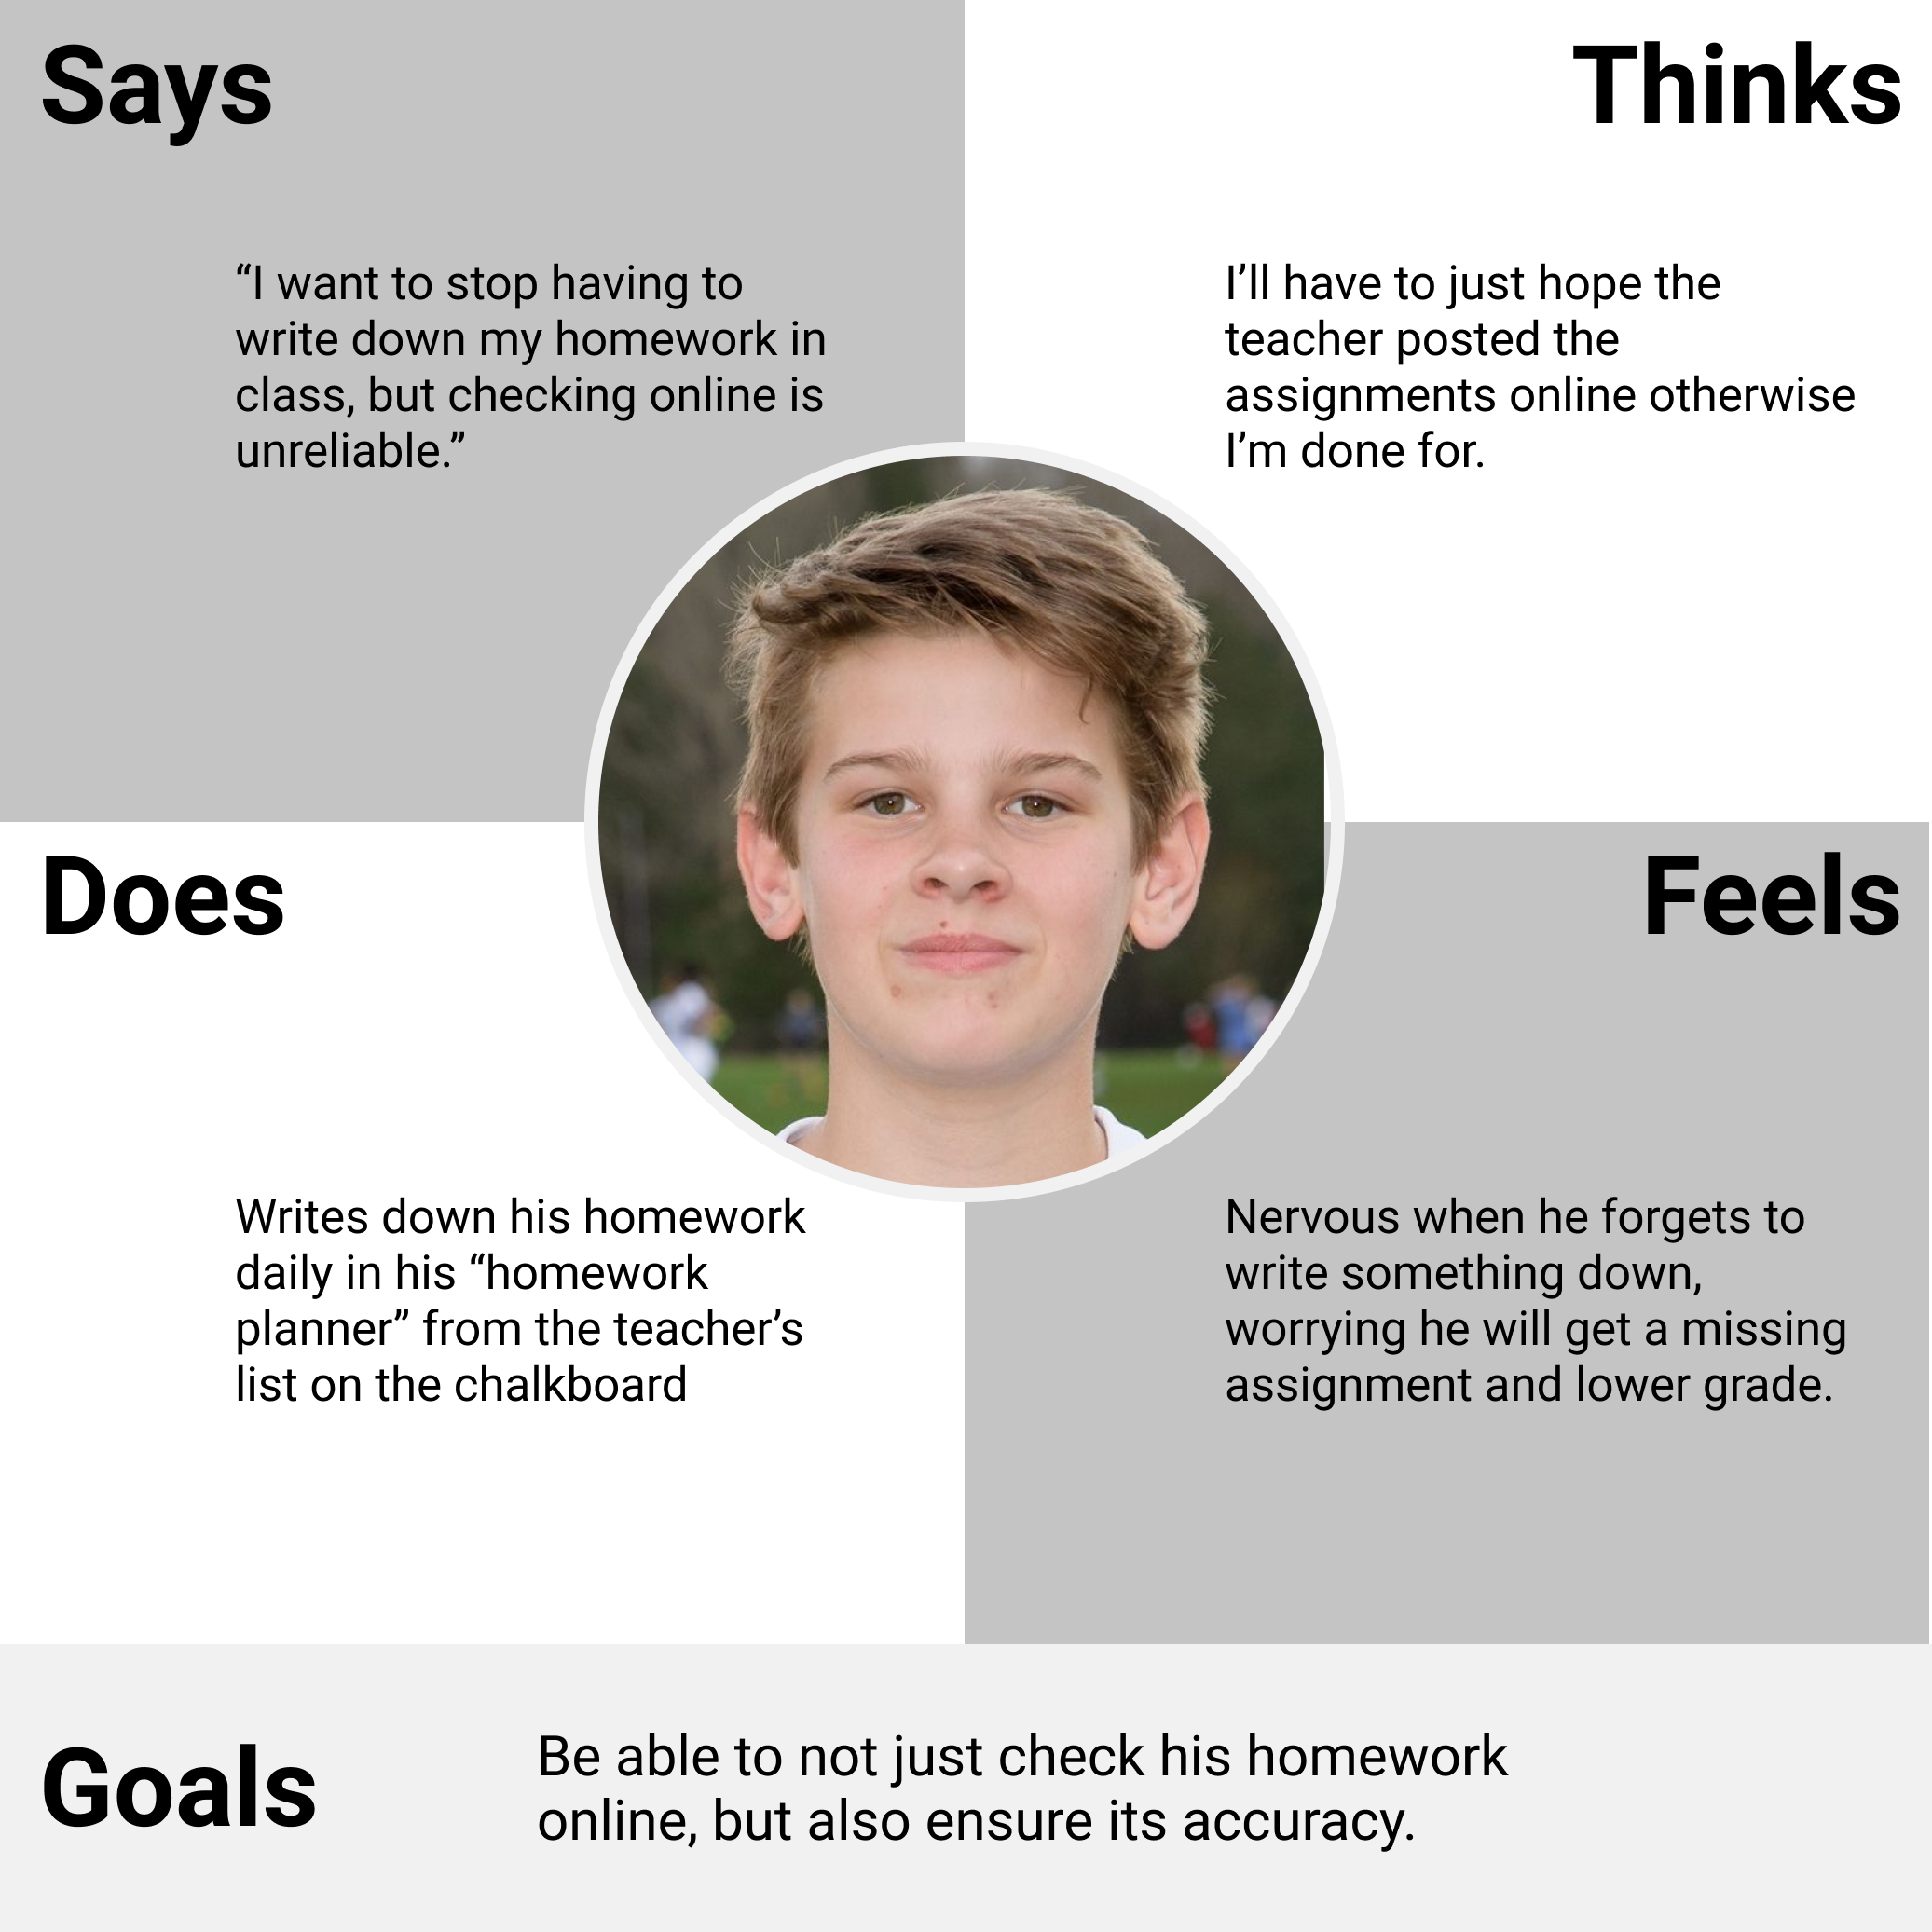 Says
“I want to stop having to
write down my homework in
class, but checking online is
unreliable.”
Thinks
I’ll have to just hope the
teacher posted the
assignments online otherwise
I’m done for.
Does
Writes down his homework
daily in his “homework
planner” from the teacher’s
list on the chalkboard
Feels
Nervous when he forgets to
write something down,
worrying he will get a missing
assignment and lower grade.
Goals
Be able to not just check his homework
online, but also ensure its accuracy.